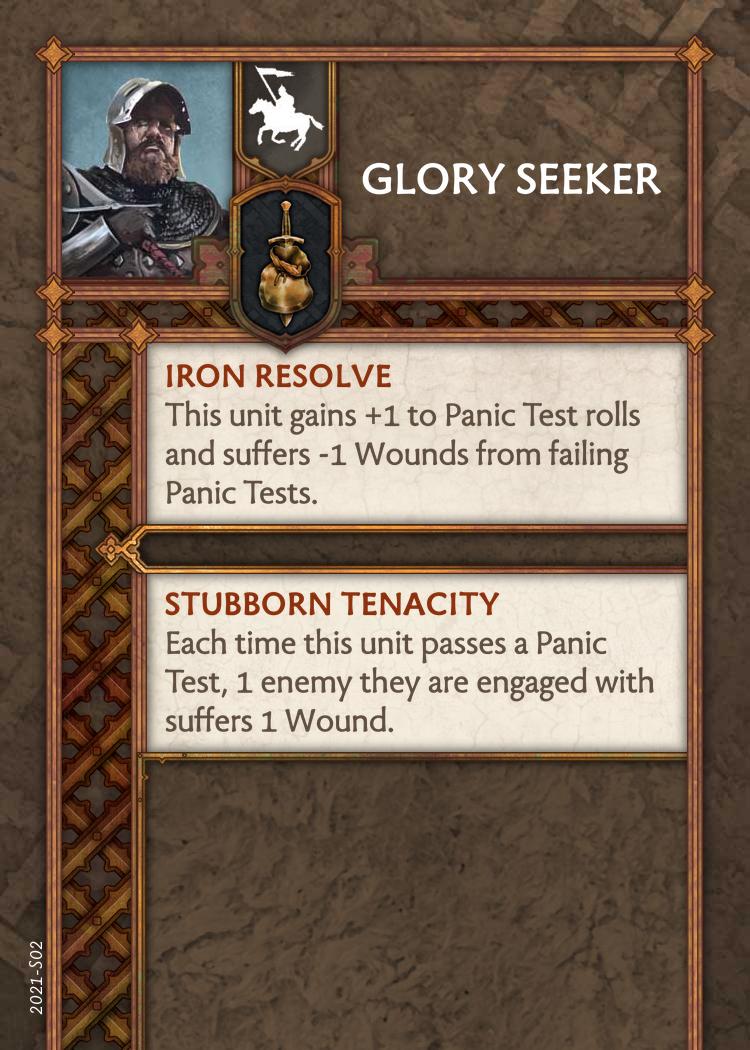 GLORY SEEKER
IRON RESOLVE
This unit gains +1 to Panic Test rolls
and suffers -1 Wounds from failing
Panic Tests.
STUBBORN TENACITY
Each time this unit passes a Panic
Test, 1 enemy they are engaged with
suffers 1 Wound.
2021-S02